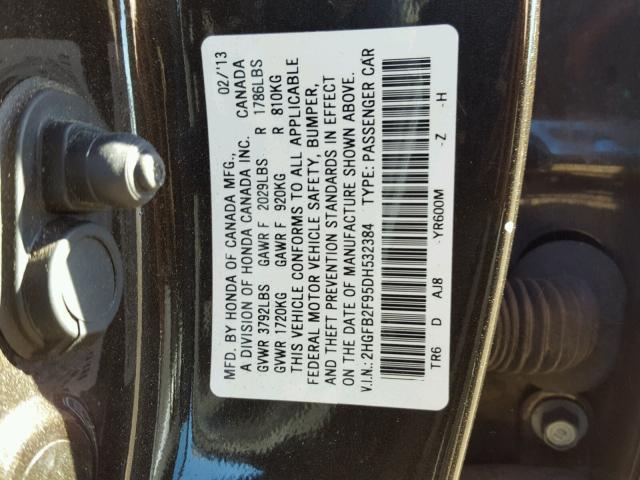 MFD. BY HONDA OF CANADA MFG., 02/'13
A DIVISION OF HONDA CANADA INC. CANADA
GVWR 3792LBS GAWR F 2029LBS R 1786LBS
GVWR 1720KG GAWR F 920KG R 810KG
THIS VEHICLE CONFORMS TO ALL APPLICABLE
FEDERAL MOTOR VEHICLE SAFETY, BUMPER,
AND THEFT PREVENTION STANDARDS IN EFFECT
ON THE DATE OF MANUFACTURE SHOWN ABOVE.
V.I.N.: 2HGFB2F95DH532384 TYPE: PASSENGER CAR
TR6 D AJ8 -YR600M -Z -H